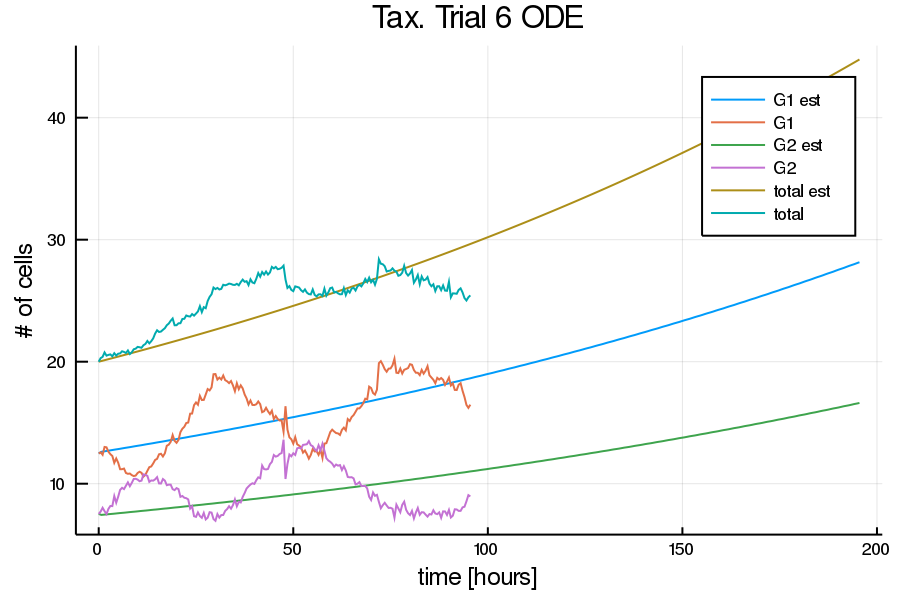 Tax. Trial 6 ODE
# of cells
40
30
20
10
G1 est
G1
G2 est
G2
total est
total
0
50
100
150
200
time [hours]